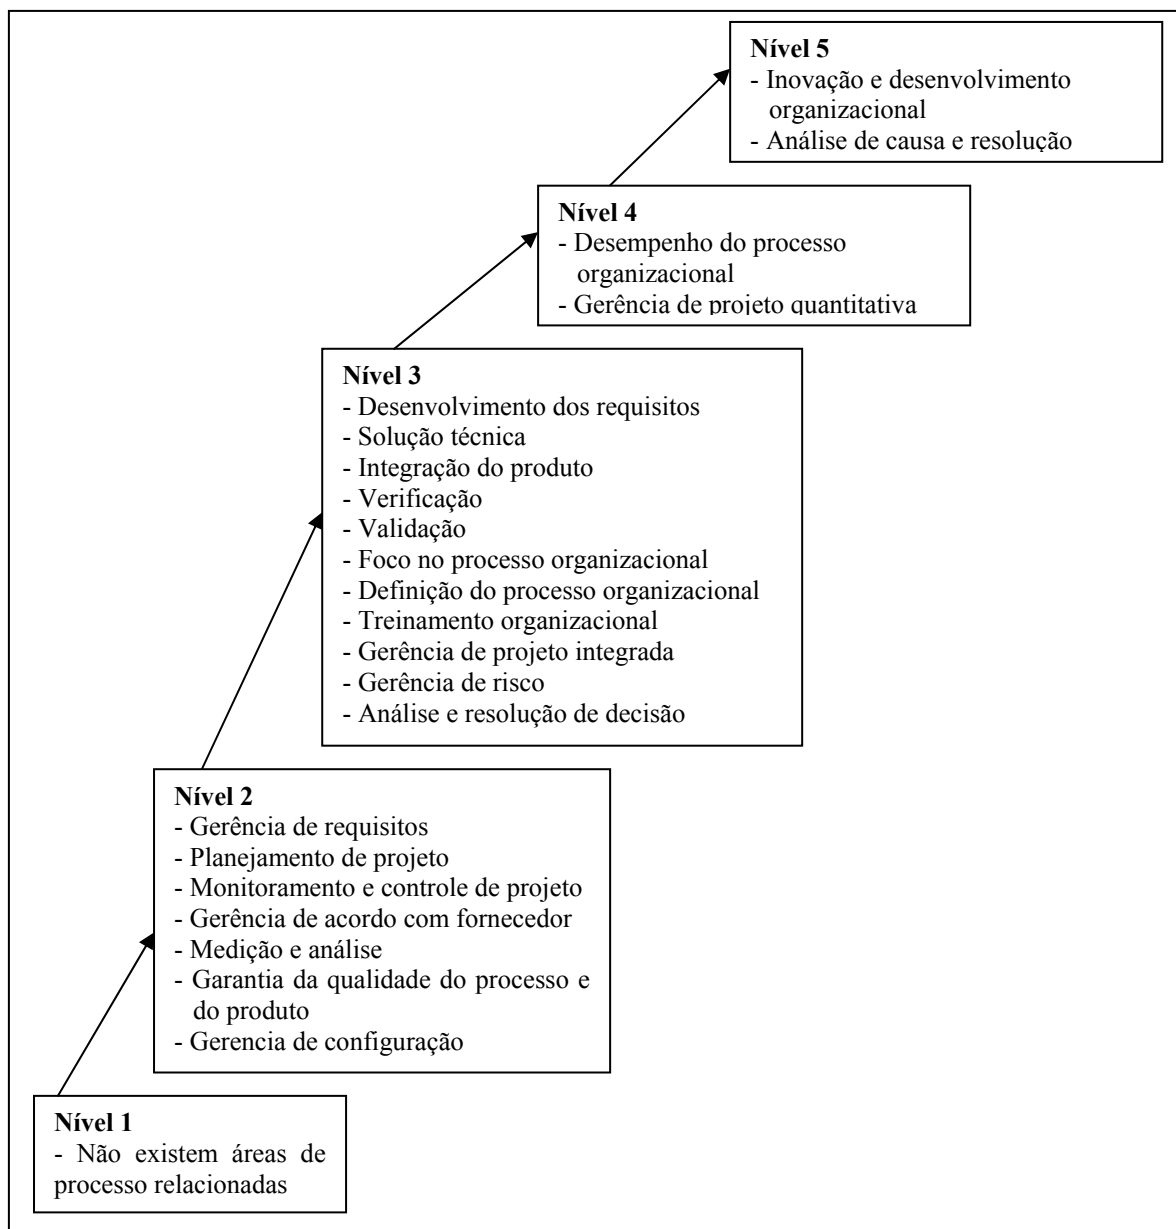 Nível 5
- Inovação e desenvolvimento
organizacional
- Análise de causa e resolução
Nível 4
- Desempenho do processo
organizacional
- Gerência de projeto quantitativa
Nível 3
- Desenvolvimento dos requisitos
- Solução técnica
- Integração do produto
- Verificação
- Validação
- Foco no processo organizacional
- Definição do processo organizacional
- Treinamento organizacional
- Gerência de projeto integrada
- Gerência de risco
- Análise e resolução de decisão
Nível 2
- Gerência de requisitos
- Planejamento de projeto
- Monitoramento e controle de projeto
- Gerência de acordo com fornecedor
- Medição e análise
- Garantia da qualidade do processo e
do produto
- Gerencia de configuração
Nível 1
- Não existem áreas de
processo relacionadas